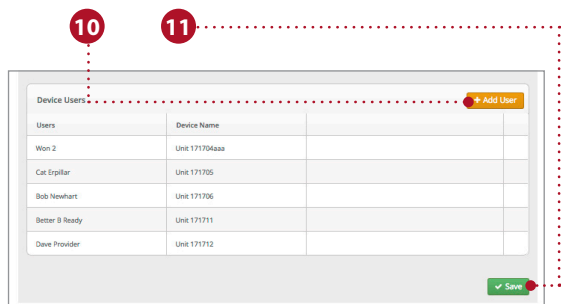 10 11
Device Users + Add User
Users Device Name
Won 2 Unit 171704aaa
Cat Erpillar Unit 171705
Bob Newhart Unit 171706
Better B Ready Unit 171711
Dave Provider Unit 171712
Save